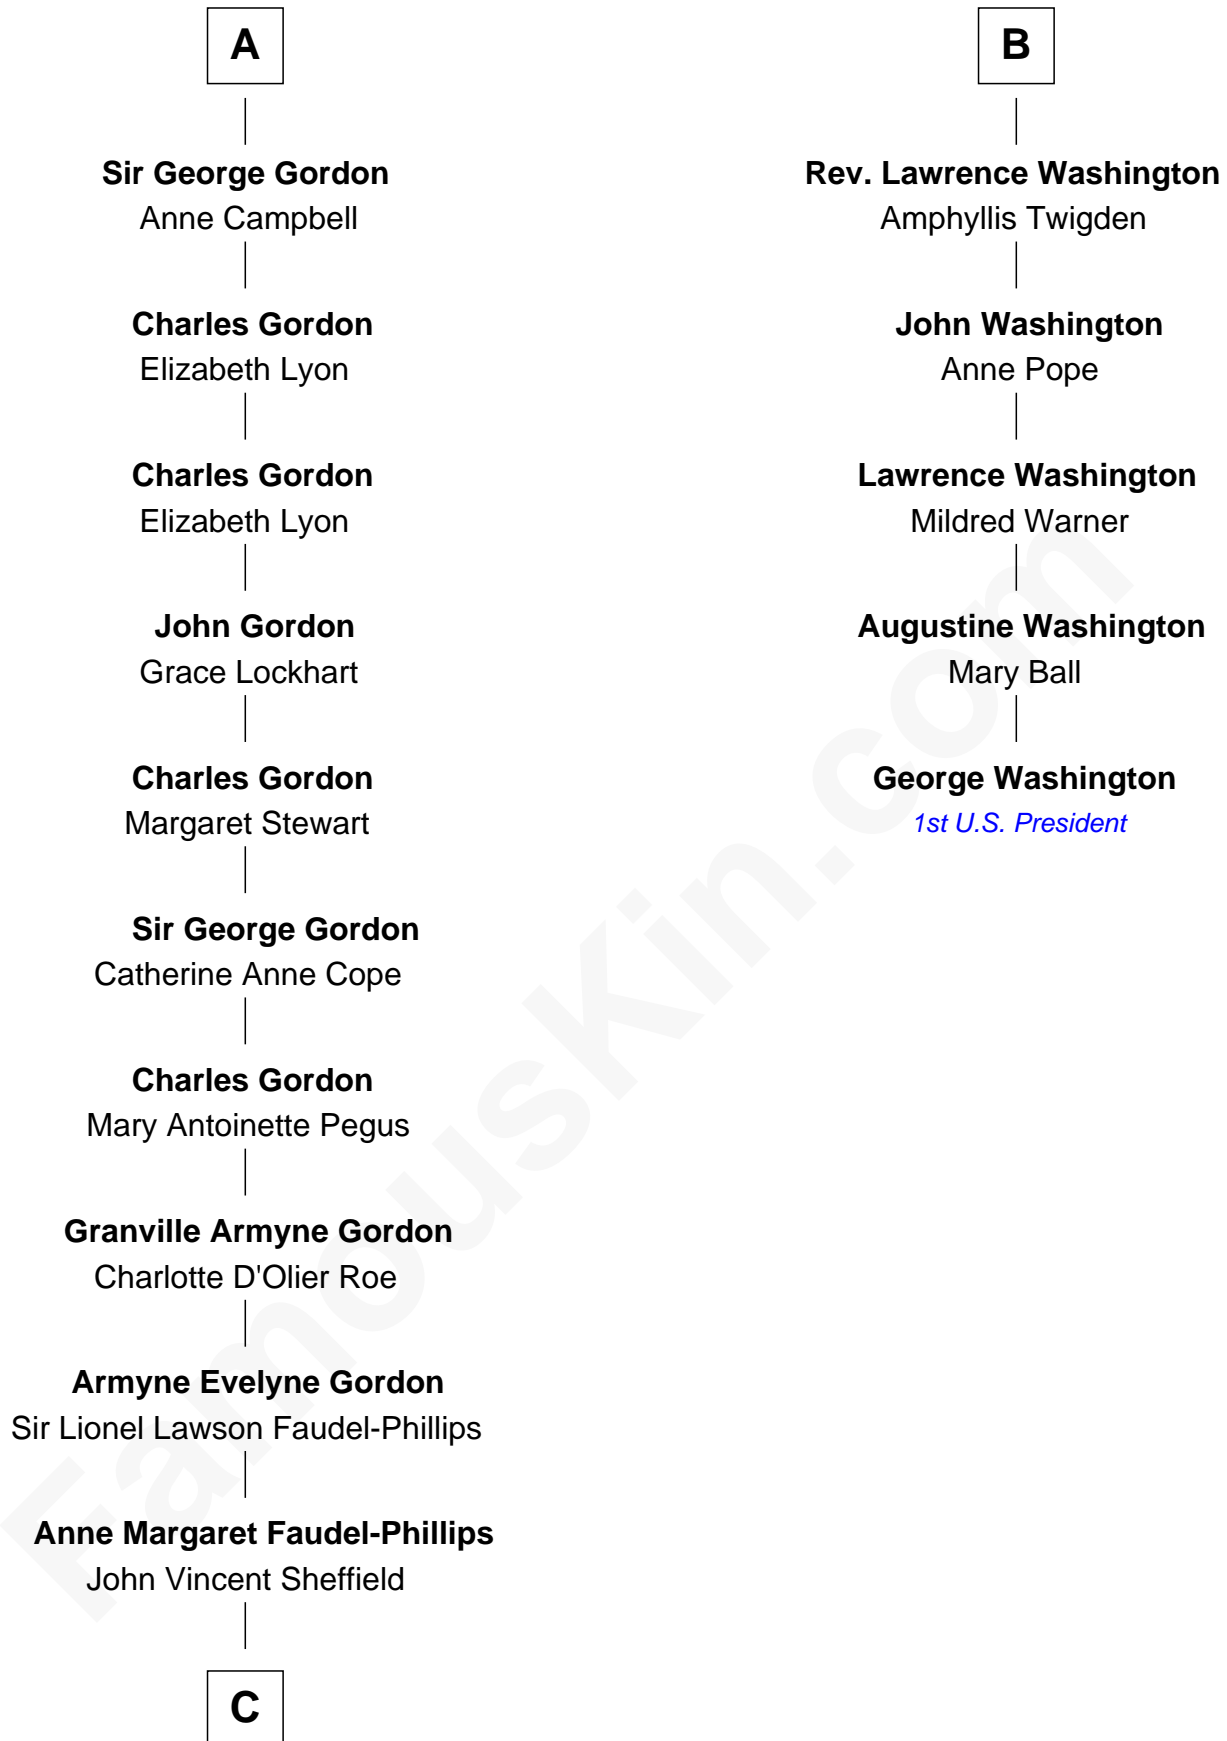 A
Sir George Gordon
Anne Campbell
Charles Gordon
Elizabeth Lyon
Charles Gordon
Elizabeth Lyon
John Gordon
Grace Lockhart
Charles Gordon
Margaret Stewart
Sir George Gordon
Catherine Anne Cope
Charles Gordon
Mary Antoinette Pegus
Granville Armyne Gordon
Charlotte D'Olier Roe
Armyne Evelyne Gordon
Sir Lionel Lawson Faudel-Phillips
Anne Margaret Faudel-Phillips
John Vincent Sheffield
C
B
Rev. Lawrence Washington
Amphyllis Twigden
John Washington
Anne Pope
Lawrence Washington
Mildred Warner
Augustine Washington
Mary Ball
George Washington
1st U.S. President
FamousKin.com